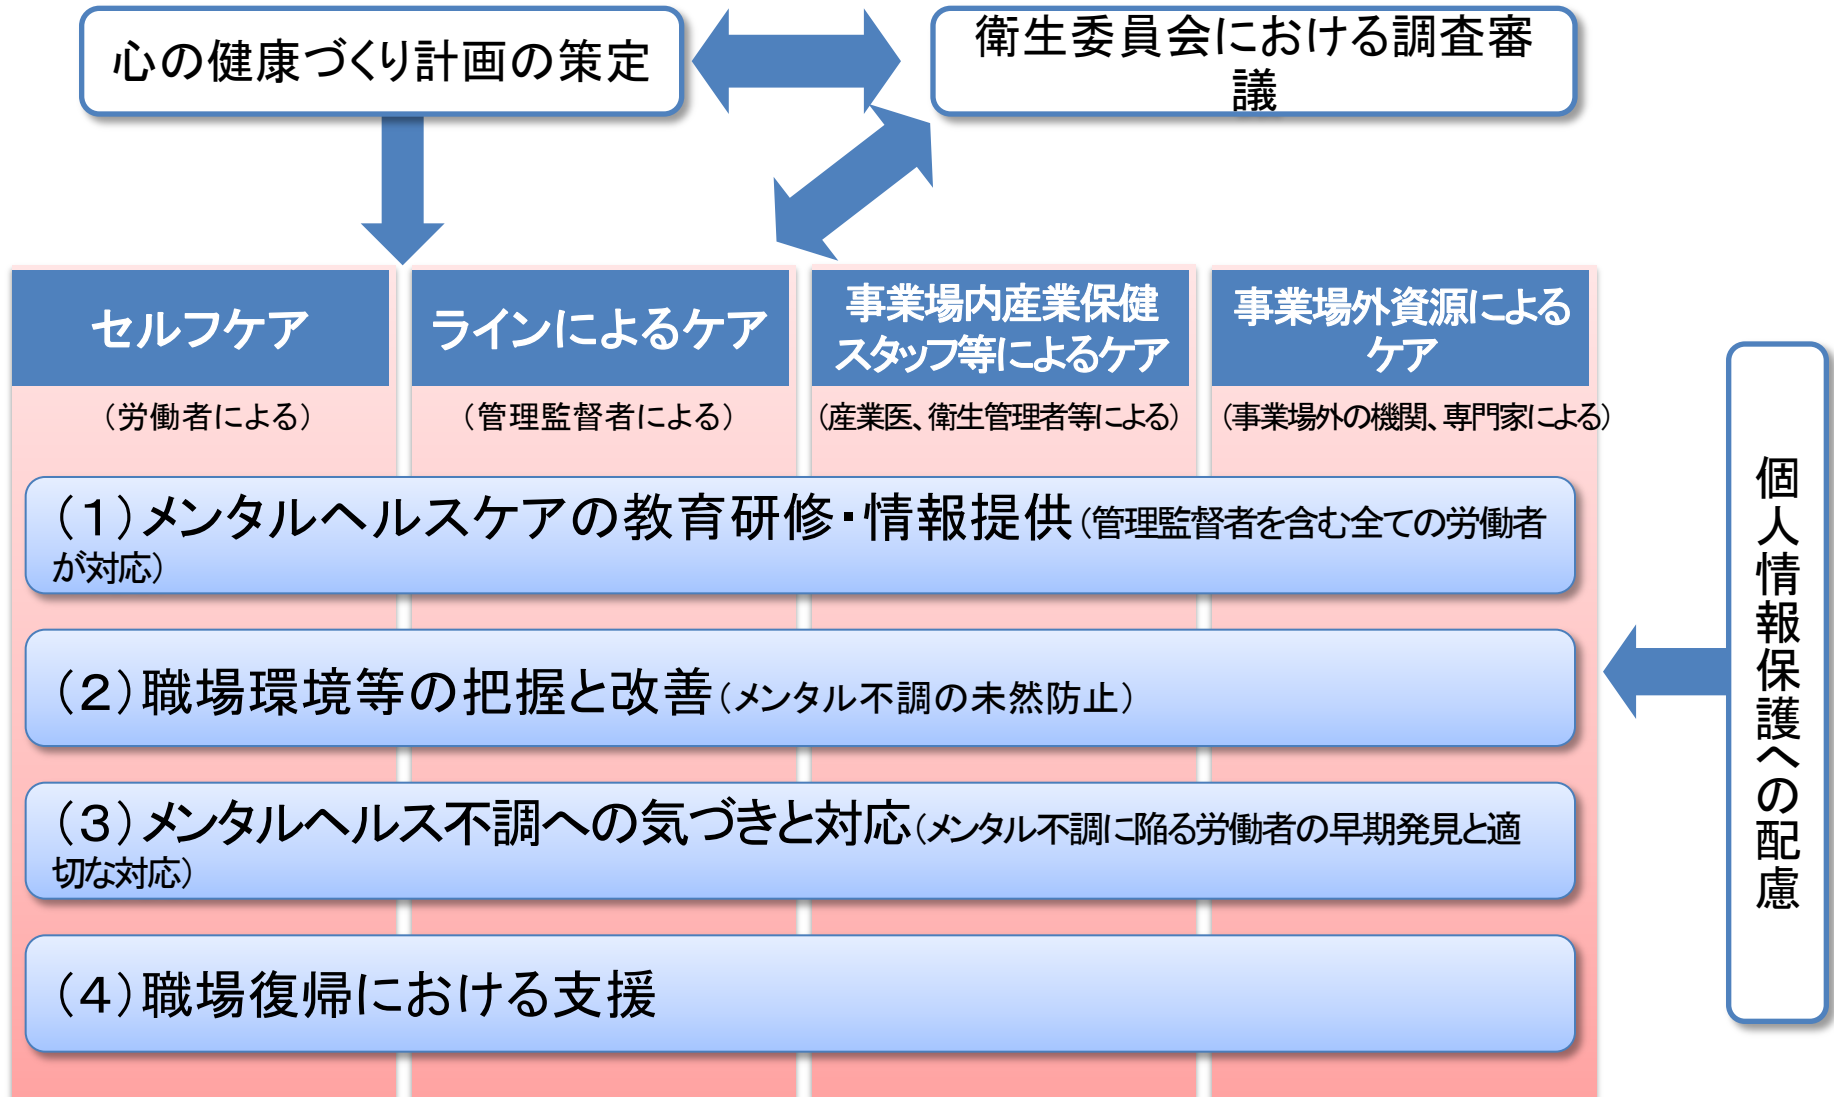 心の健康づくり計画の策定
衛生委員会における調査審
議
セルフケア
(労働者による)
ラインによるケア
(管理監督者による)
事業場内産業保健
スタッフ等によるケア
(産業医、衛生管理者等による)
事業場外資源による
ケア
(事業場外の機関、専門家による)
(1)メンタルヘルスケアの教育研修・情報提供(管理監督者を含む全ての労働者
が対応)
(2)職場環境等の把握と改善(メンタル不調の未然防止)
(3)メンタルヘルス不調への気づきと対応(メンタル不調に陥る労働者の早期発見と適
切な対応)
(4)職場復帰における支援
個人情報保護への配慮